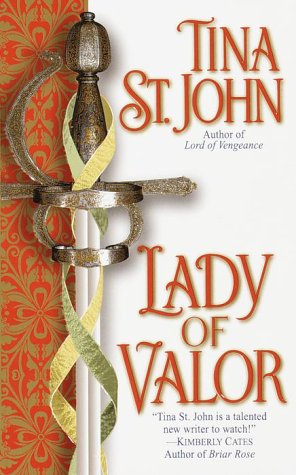 TINA
ST. JOHN
Author of
Lord of Vengeance
LADY
OF
VALOR
“Tina St. John is a talented
new writer to watch!”
—KIMBERLY CATES
Author of Briar Rose